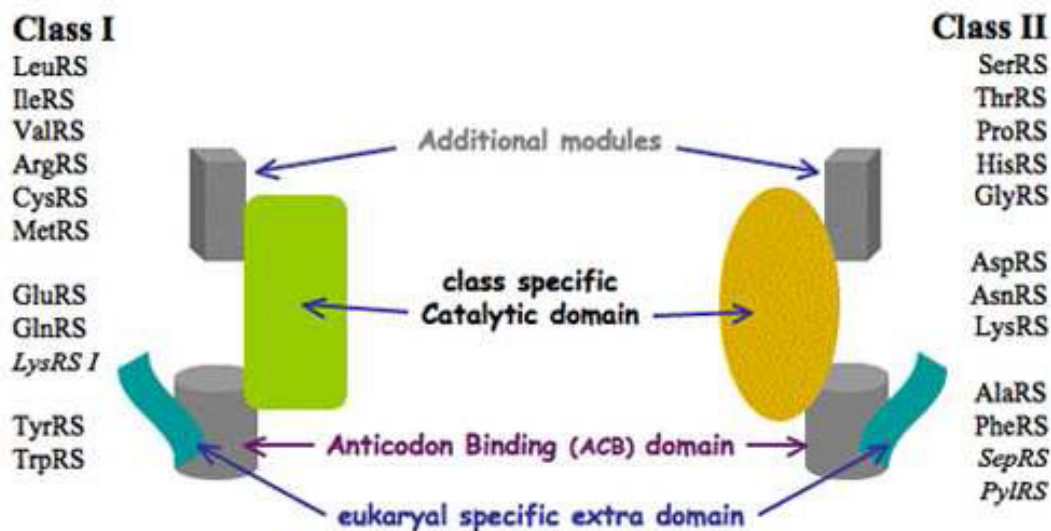 Class I
LeuRS
IleRS
ValRS
ArgRS
CysRS
MetRS
GluRS
GlnRS
LysRS I
TyrRS
TrpRS
Additional modules
class specific
Catalytic domain
Anticodon Binding (ACB) domain
eukaryal specific extra domain
Class II
SerRS
ThrRS
ProRS
HisRS
GlyRS
AspRS
AsnRS
LysRS
AlaRS
PheRS
SepRS
PylRS